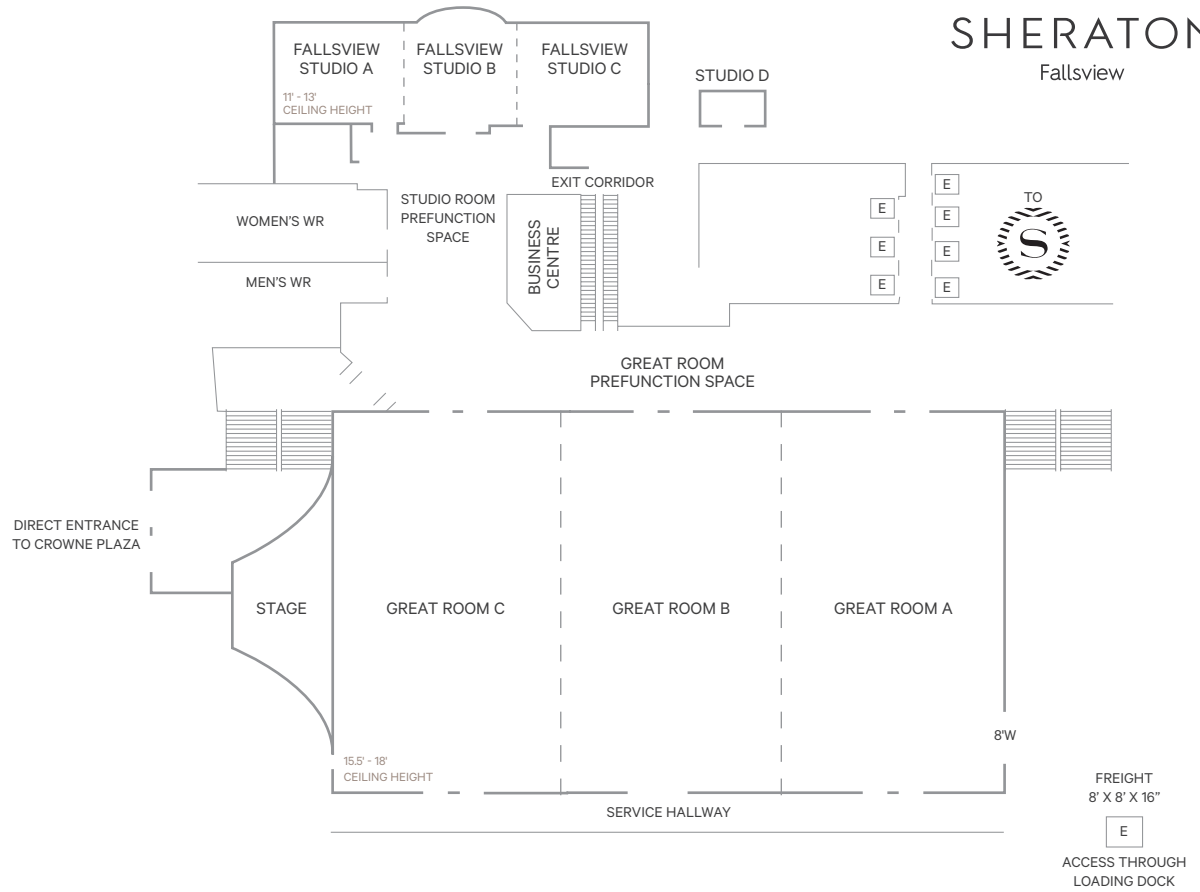 SHERATON
Fallsview
FALLSVIEW
STUDIO A
FALLSVIEW
STUDIO B
FALLSVIEW
STUDIO C
STUDIO D
11' - 13'
CEILING HEIGHT
EXIT CORRIDOR
STUDIO ROOM
PREFUNCTION
SPACE
WOMEN'S WR
MEN'S WR
BUSINESS
CENTRE
E
E
E
E
E
E
E
TO
S
GREAT ROOM
PREFUNCTION SPACE
DIRECT ENTRANCE
TO CROWNE PLAZA
STAGE
GREAT ROOM C
GREAT ROOM B
GREAT ROOM A
8'W
15.5' - 18'
CEILING HEIGHT
SERVICE HALLWAY
FREIGHT
8' X 8' X 16”
E
ACCESS THROUGH
LOADING DOCK